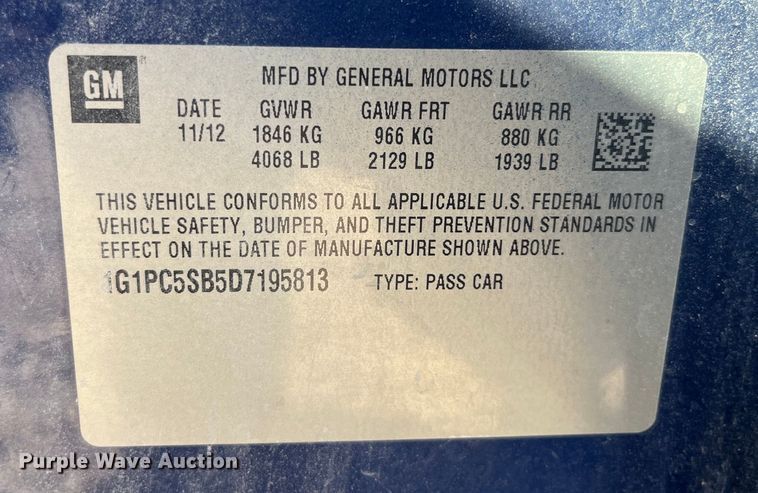 GM
MFD BY GENERAL MOTORS LLC
DATE GVWR GAWR FRT GAWR RR
11/12 1846 KG 966 KG 880 KG
4068 LB 2129 LB 1939 LB
THIS VEHICLE CONFORMS TO ALL APPLICABLE U.S. FEDERAL MOTOR
VEHICLE SAFETY, BUMPER, AND THEFT PREVENTION STANDARDS IN
EFFECT ON THE DATE OF MANUFACTURE SHOWN ABOVE.
1G1PC5SB5D7195813 TYPE: PASS CAR
Purple Wave Auction